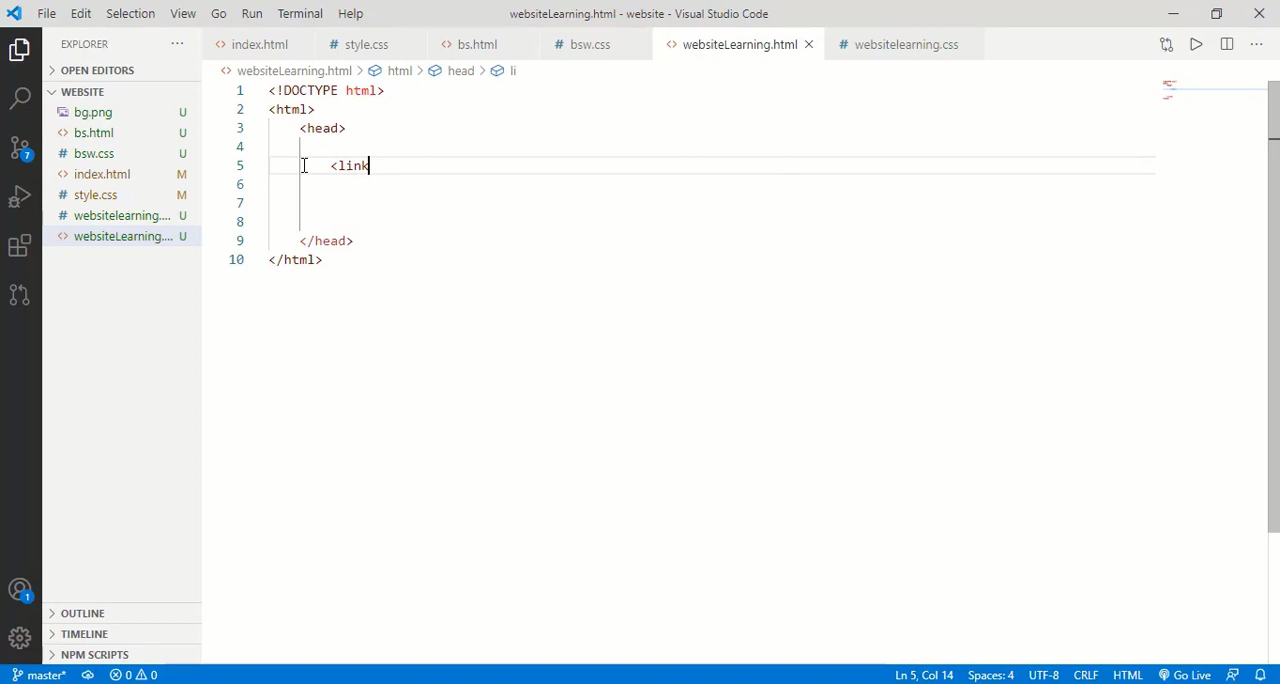 File Edit Selection View Go Run Terminal Help websiteLearning.html - website - Visual Studio Code
EXPLORER ... index.html style.css bs.html bsw.css websiteLearning.html websitelearning.css ...
OPEN EDITORS
websiteLearning.html > html > head > li
WEBSITE
bg.png U
bs.html U
bsw.css U
index.html M
style.css M
websitelearning.... U
websiteLearning.... U
1 <!DOCTYPE html>
2 <html>
3 <head>
4
5 <link
6
7
8
9 </head>
10 </html>
7
1
OUTLINE
TIMELINE
NPM SCRIPTS
master* 0 0 Ln 5, Col 14 Spaces: 4 UTF-8 CRLF HTML Go Live